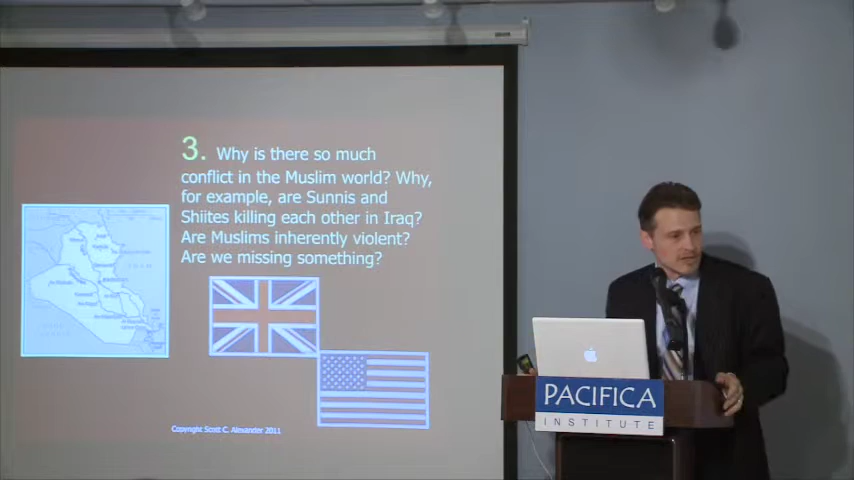 3. Why is there so much
conflict in the Muslim world? Why,
for example, are Sunnis and
Shiites killing each other in Iraq?
Are Muslims inherently violent?
Are we missing something?
Copyright Scott C. Alexander 2011
PACIFICA
INSTITUTE